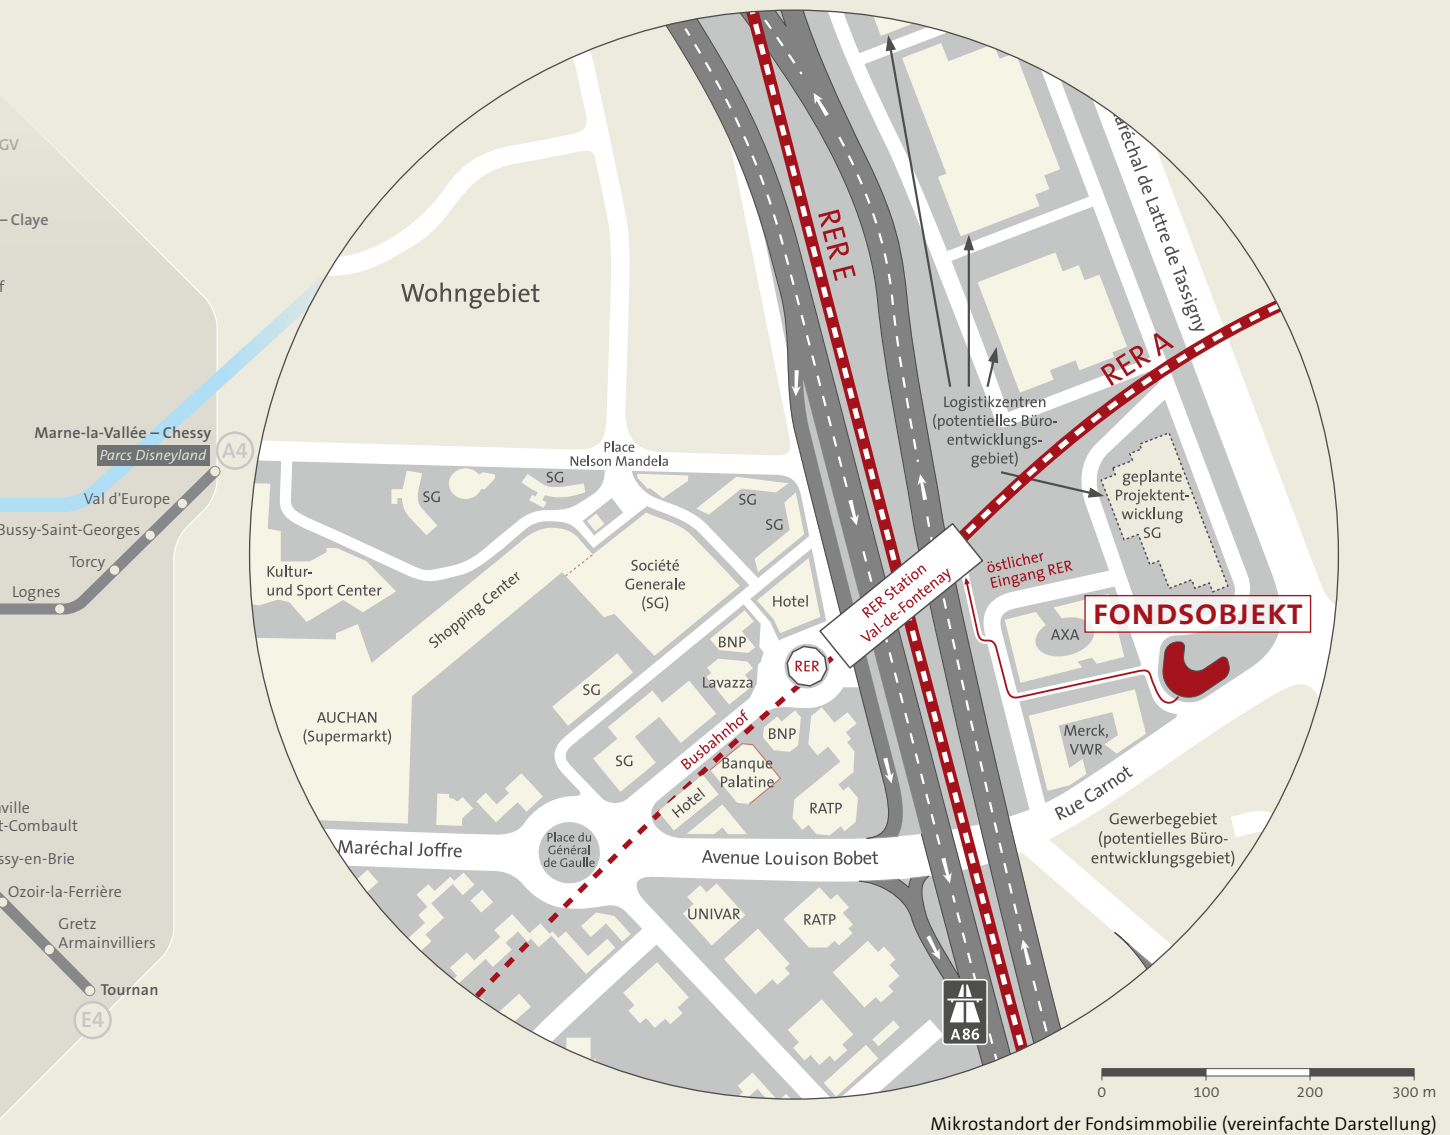 GV
– Claye
f
Marne-la-Vallée – Chessy
Parcs Disneyland
A4
Val d'Europe
Bussy-Saint-Georges
Torcy
Lognes
ville
t-Combault
ssy-en-Brie
Ozoir-la-Ferrière
Gretz
Armainvilliers
Tournan
E4
Wohngebiet
RER E
aréchal de Lattre de Tassigny
RER A
Logistikzentren
(potentielles Büro-
entwicklungs-
gebiet)
Place
Nelson Mandela
SG
SG
SG
SG
geplante
Projektent-
wicklung
SG
Kultur-
und Sport Center
Shopping Center
Société
Generale
(SG)
Hotel
RER Station
Val-de-Fontenay
östlicher
Eingang RER
FONDSOBJEKT
AXA
BNP
RER
Lavazza
SG
AUCHAN
(Supermarkt)
Busbahnhof
BNP
SG
Banque
Palatine
Hotel
RATP
Merck,
VWR
Rue Carnot
Gewerbegebiet
(potentielles Büro-
entwicklungsgebiet)
Maréchal Joffre
Place du
Général
de Gaulle
Avenue Louison Bobet
UNIVAR
RATP
A86
0 100 200 300 m
Mikrostandort der Fondsimmobilie (vereinfachte Darstellung)